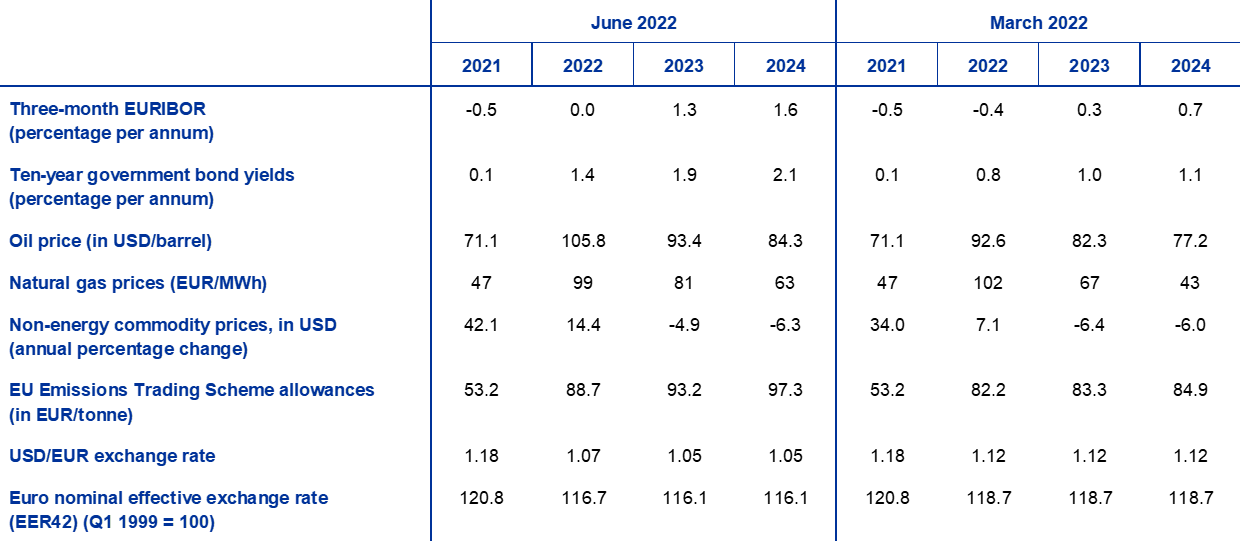 June 2022 March 2022
2021 2022 2023 2024 2021 2022 2023 2024
Three-month EURIBOR
(percentage per annum) -0.5 0.0 1.3 1.6 -0.5 -0.4 0.3 0.7
Ten-year government bond yields
(percentage per annum) 0.1 1.4 1.9 2.1 0.1 0.8 1.0 1.1
Oil price (in USD/barrel) 71.1 105.8 93.4 84.3 71.1 92.6 82.3 77.2
Natural gas prices (EUR/MWh) 47 99 81 63 47 102 67 43
Non-energy commodity prices, in USD
(annual percentage change) 42.1 14.4 -4.9 -6.3 34.0 7.1 -6.4 -6.0
EU Emissions Trading Scheme allowances
(in EUR/tonne) 53.2 88.7 93.2 97.3 53.2 82.2 83.3 84.9
USD/EUR exchange rate 1.18 1.07 1.05 1.05 1.18 1.12 1.12 1.12
Euro nominal effective exchange rate
(EER42) (Q1 1999 = 100) 120.8 116.7 116.1 116.1 120.8 118.7 118.7 118.7